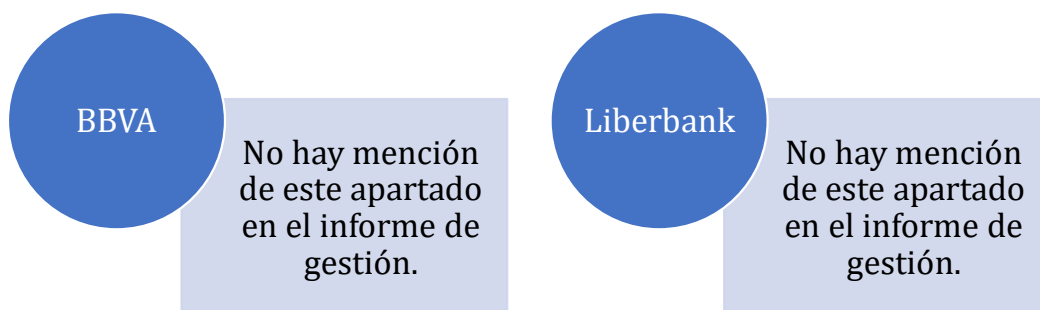 BBVA
No hay mención
de este apartado
en el informe de
gestión.
Liberbank
No hay mención
de este apartado
en el informe de
gestión.